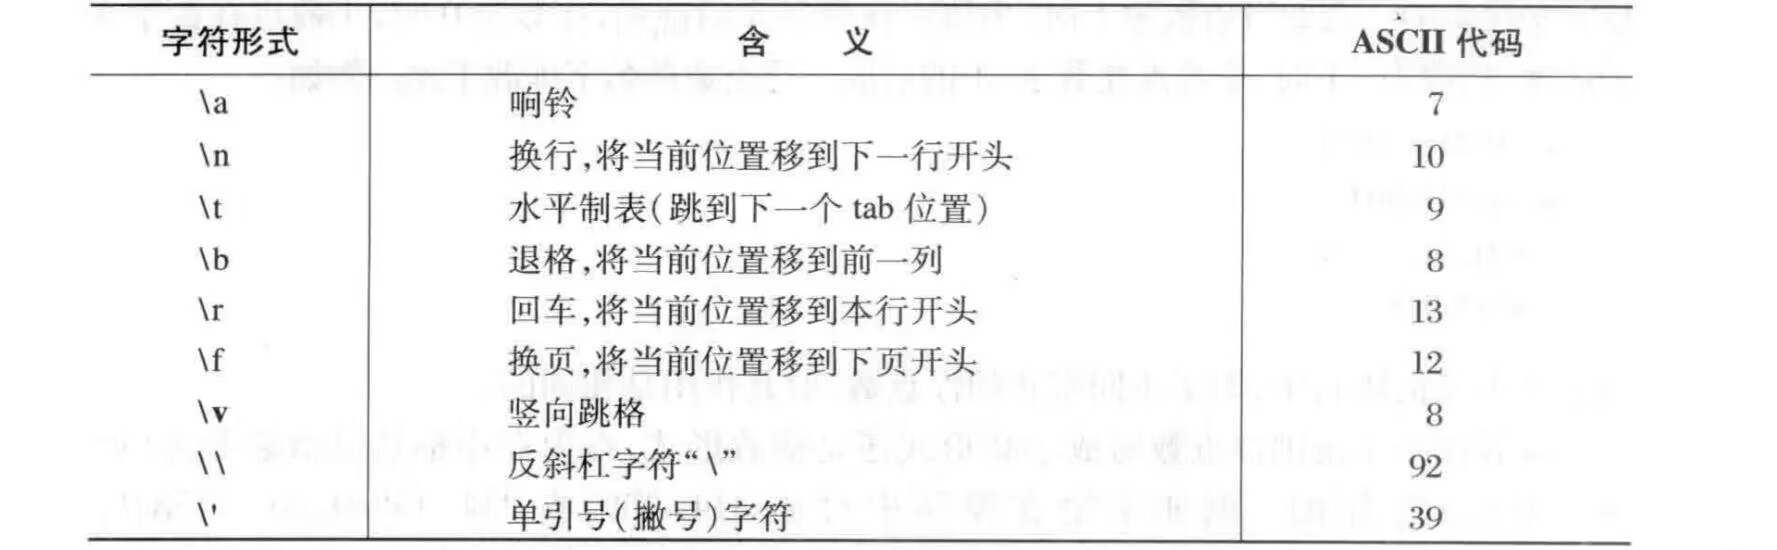 字符形式 含 义 ASCII 代码
\a 响铃 7
\n 换行,将当前位置移到下一行开头 10
\t 水平制表(跳到下一个 tab 位置) 9
\b 退格,将当前位置移到前一列 8
\r 回车,将当前位置移到本行开头 13
\f 换页,将当前位置移到下页开头 12
\v 竖向跳格 8
\\ 反斜杠字符“\” 92
\' 单引号(撇号)字符 39